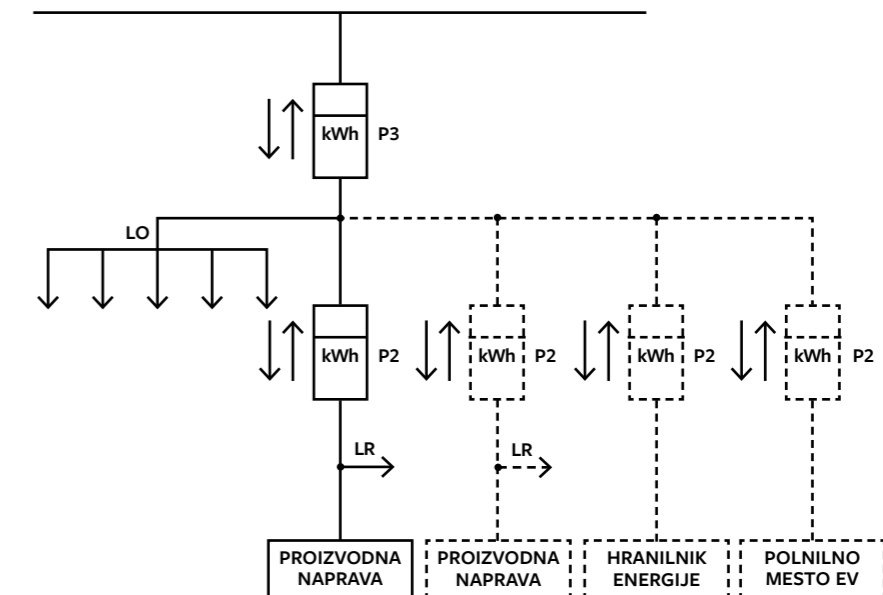 kWh P3
LO
kWh P2
kWh P2
kWh P2
kWh P2
LR
LR
PROIZVODNA
NAPRAVA
PROIZVODNA
NAPRAVA
HRANILNIK
ENERGIJE
POLNILNO
MESTO EV